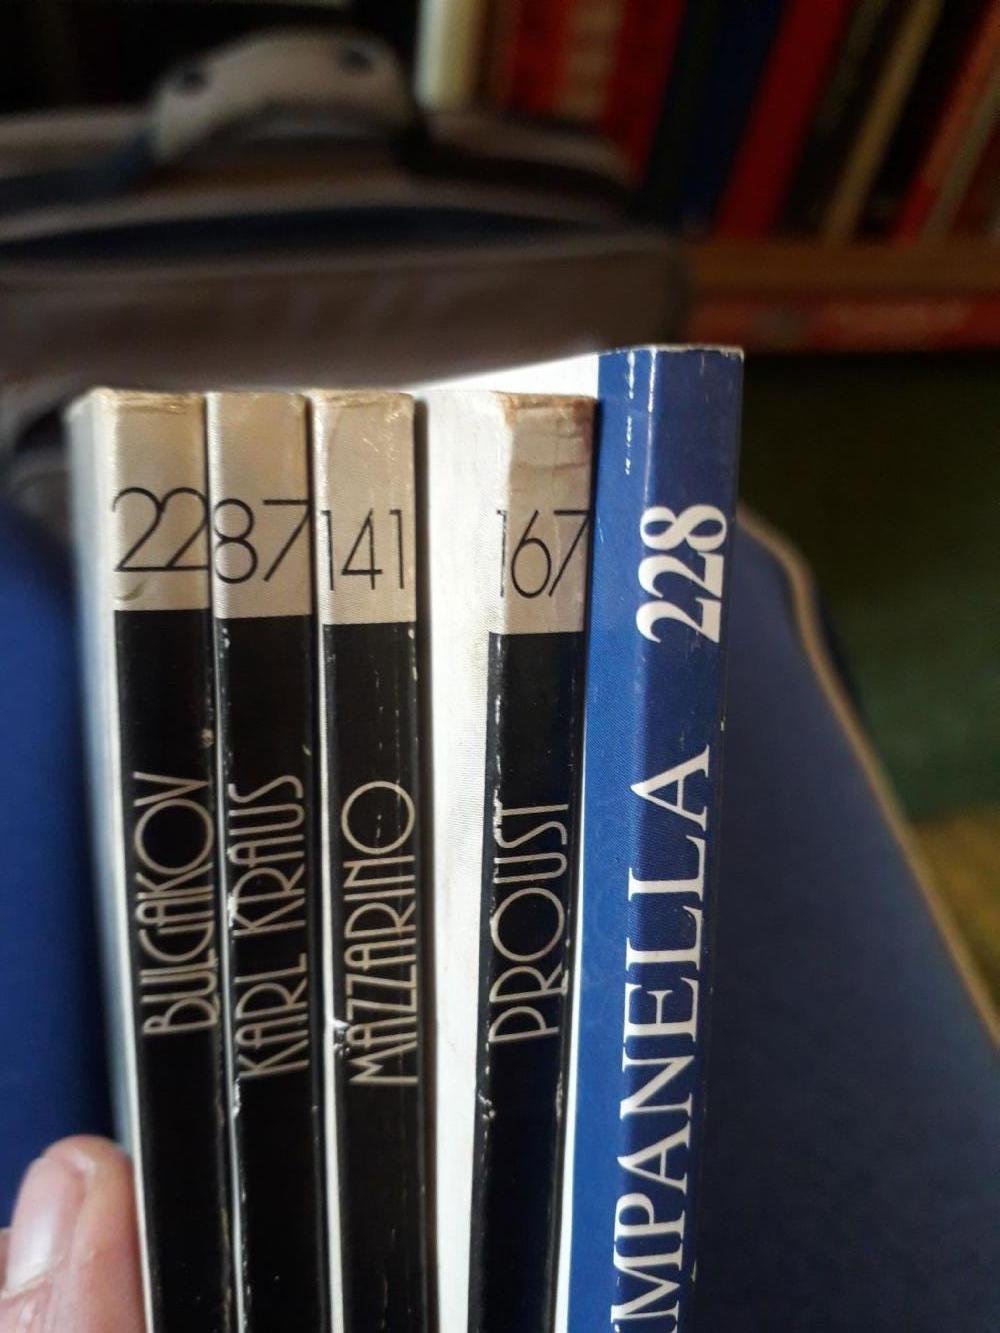 22
BULGAKOV
87
KARL KRAUS
141
MAZZARINO
167
PROUST
228
MPANELLA